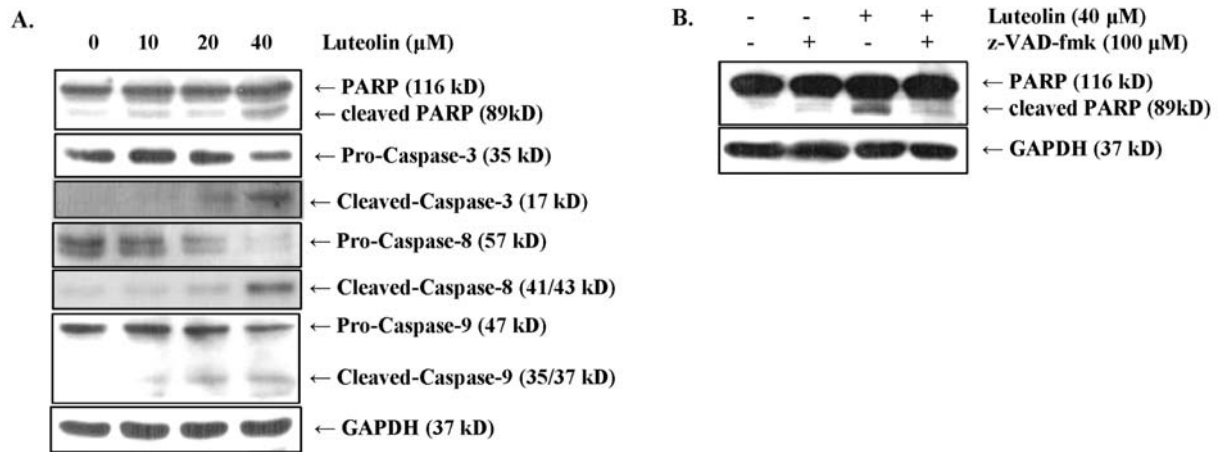 A.
0 10 20 40 Luteolin (µM)
← PARP (116 kD)
← cleaved PARP (89kD)
← Pro-Caspase-3 (35 kD)
← Cleaved-Caspase-3 (17 kD)
← Pro-Caspase-8 (57 kD)
← Cleaved-Caspase-8 (41/43 kD)
← Pro-Caspase-9 (47 kD)
← Cleaved-Caspase-9 (35/37 kD)
← GAPDH (37 kD)
B.
- - + + Luteolin (40 µM)
- + - + z-VAD-fmk (100 µM)
← PARP (116 kD)
← cleaved PARP (89kD)
← GAPDH (37 kD)